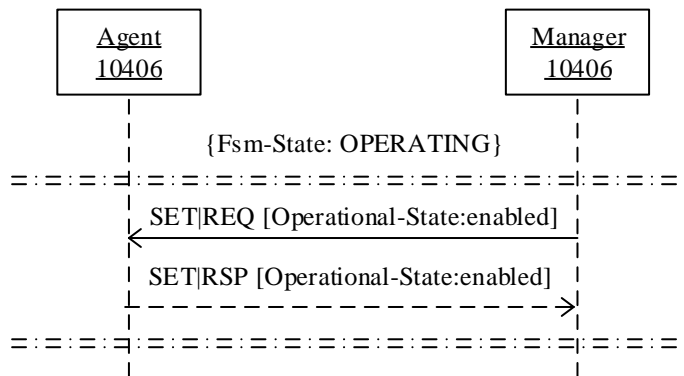 Agent
10406
Manager
10406
{Fsm-State: OPERATING}
SET|REQ [Operational-State:enabled]
SET|RSP [Operational-State:enabled]